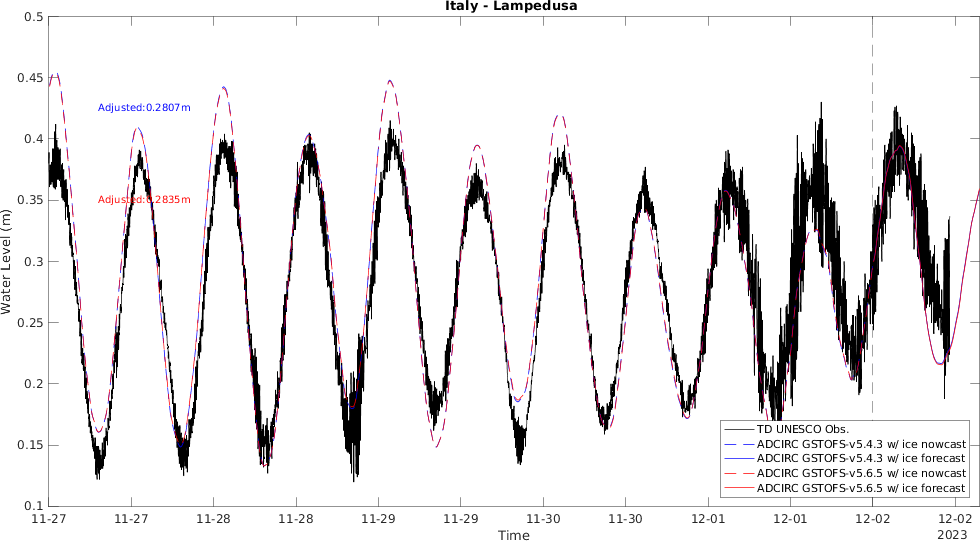 Italy - Lampedusa
0.5
0.45
0.4
0.35
0.3
0.25
0.2
0.15
0.1
Water Level (m)
Adjusted:0.2807m
Adjusted:0.2835m
TD UNESCO Obs.
ADCIRC GSTOFS-v5.4.3 w/ ice nowcast
ADCIRC GSTOFS-v5.4.3 w/ ice forecast
ADCIRC GSTOFS-v5.6.5 w/ ice nowcast
ADCIRC GSTOFS-v5.6.5 w/ ice forecast
11-27 11-27 11-28 11-28 11-29 11-29 11-30 11-30 12-01 12-01 12-02 12-02
Time
2023